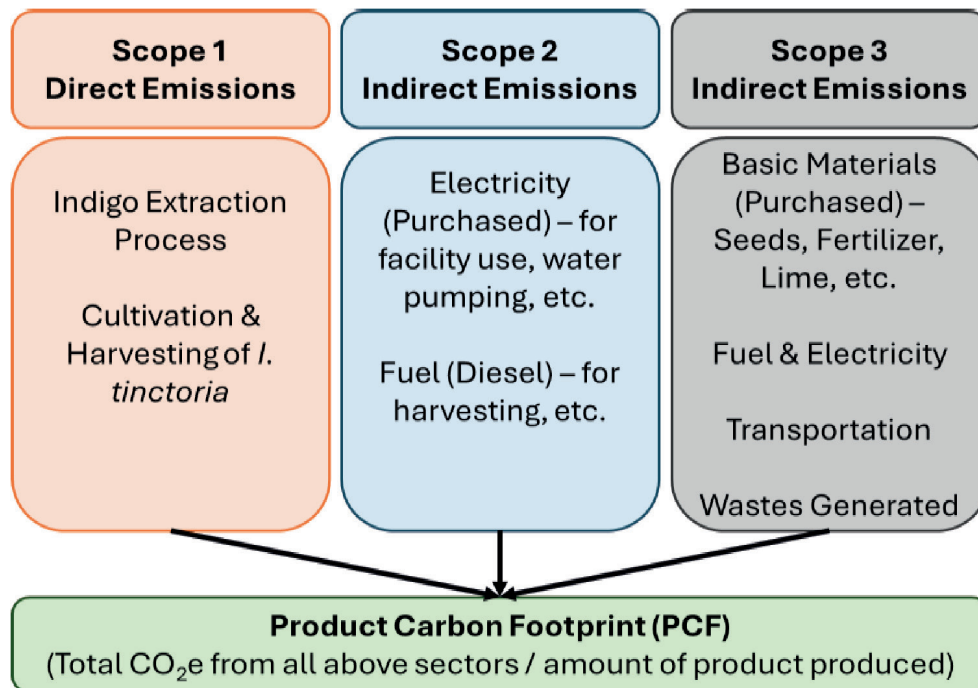 Scope 1
Direct Emissions
Scope 2
Indirect Emissions
Scope 3
Indirect Emissions
Indigo Extraction
Process
Cultivation &
Harvesting of I.
tinctoria
Electricity
(Purchased) – for
facility use, water
pumping, etc.
Fuel (Diesel) – for
harvesting, etc.
Basic Materials
(Purchased) –
Seeds, Fertilizer,
Lime, etc.
Fuel & Electricity
Transportation
Wastes Generated
Product Carbon Footprint (PCF)
(Total CO₂e from all above sectors / amount of product produced)